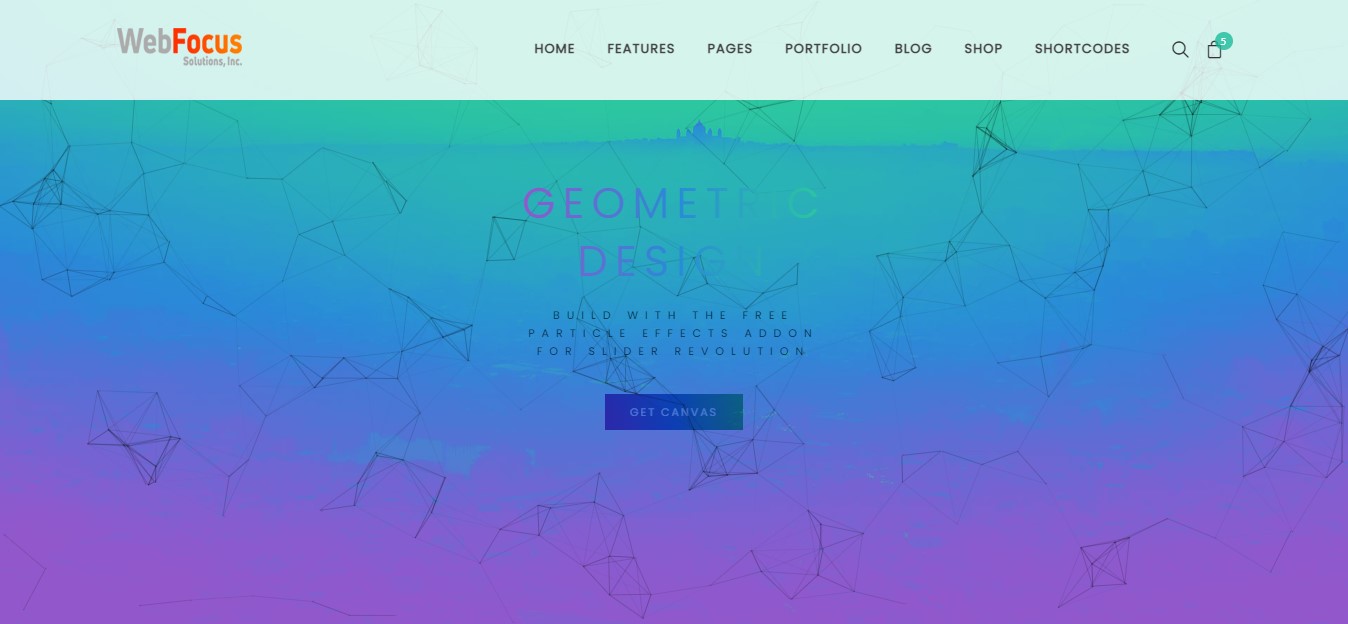 WebFocus
Solutions, Inc.
HOME FEATURES PAGES PORTFOLIO BLOG SHOP SHORTCODES
5
GEOMETRIC
DESIGN
BUILD WITH THE FREE
PARTICLE EFFECTS ADDON
FOR SLIDER REVOLUTION
GET CANVAS